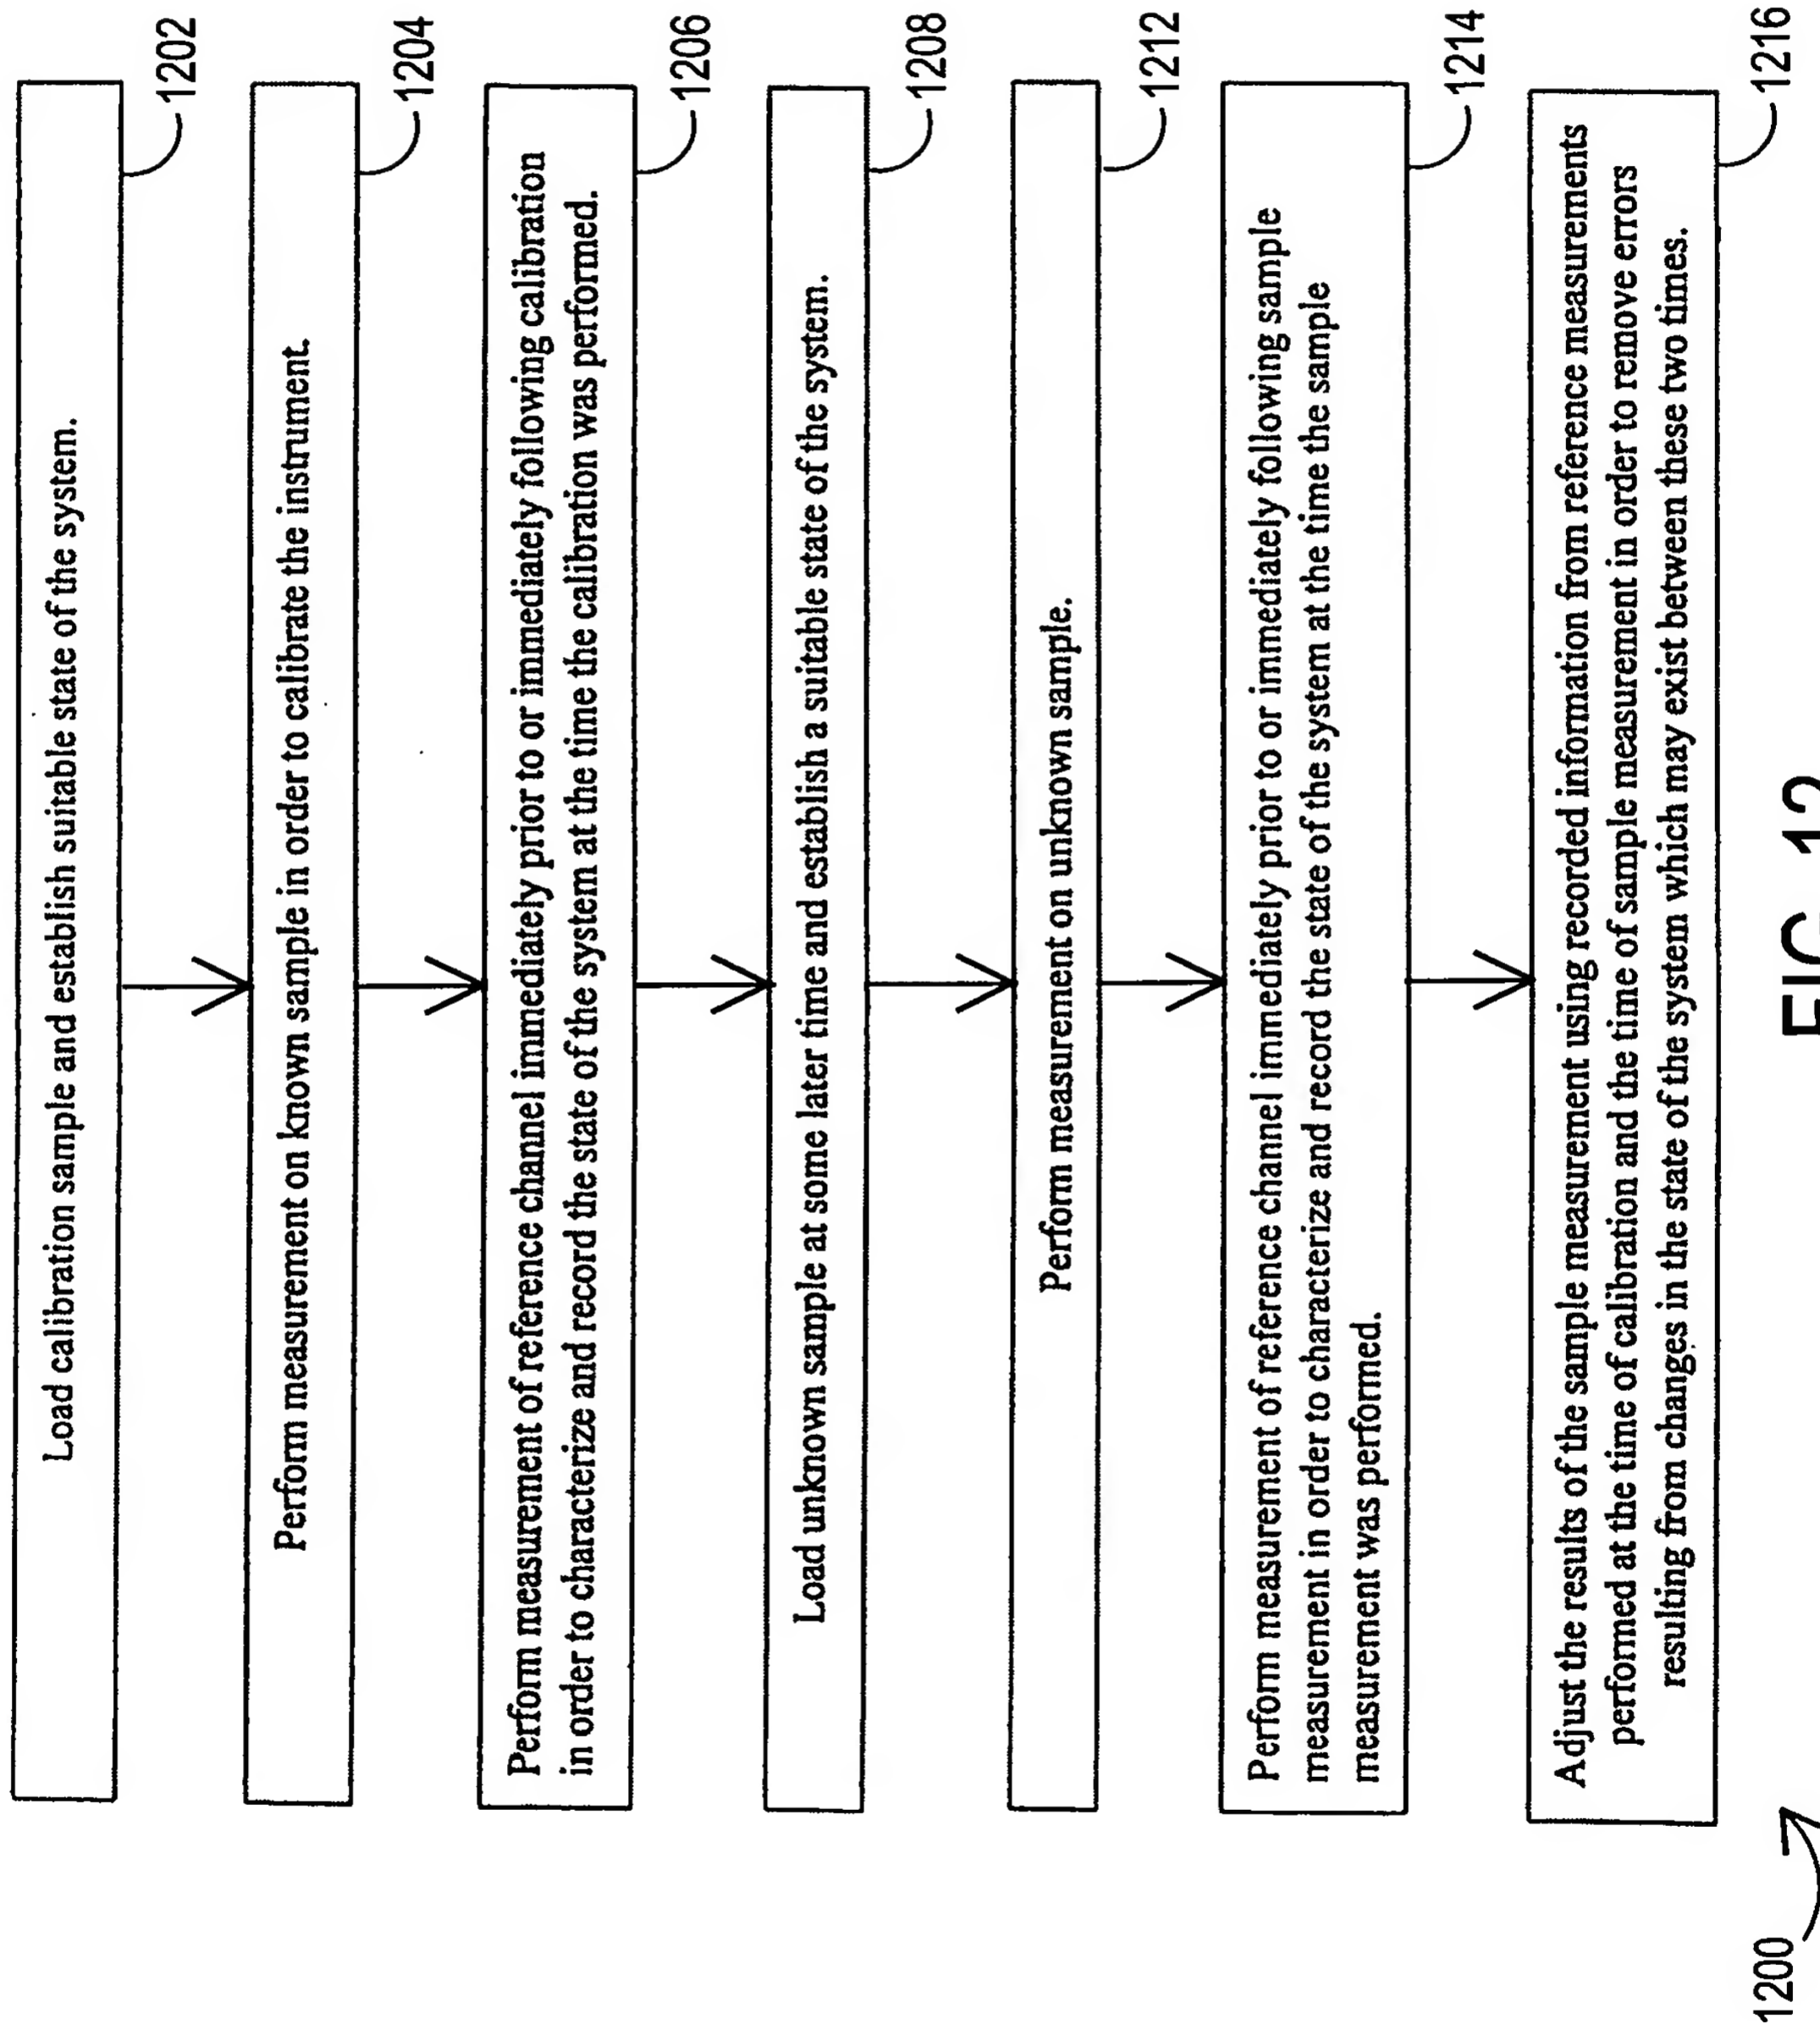 Load calibration sample and establish suitable state of the system.
1202
Perform measurement on known sample in order to calibrate the instrument.
1204
Perform measurement of reference channel immediately prior to or immediately following calibration
in order to characterize and record the state of the system at the time the calibration was performed.
1206
Load unknown sample at some later time and establish a suitable state of the system.
1208
Perform measurement on unknown sample.
1212
Perform measurement of reference channel immediately prior to or immediately following sample
measurement in order to characterize and record the state of the system at the time the sample
measurement was performed.
1214
Adjust the results of the sample measurement using recorded information from reference measurements
performed at the time of calibration and the time of sample measurement in order to remove errors
resulting from changes in the state of the system which may exist between these two times.
1216
1200
FIG. 12